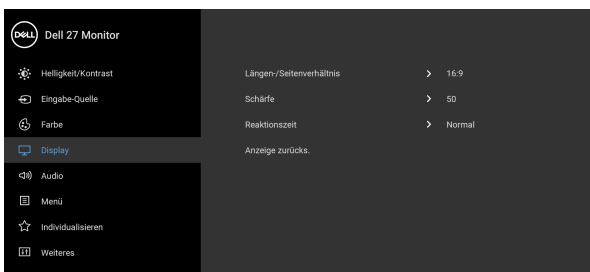 DELL Dell 27 Monitor
Helligkeit/Kontrast
Eingabe-Quelle
Farbe
Display
Audio
Menü
Individualisieren
Weiteres
Längen-/Seitenverhältnis 16:9
Schärfe 50
Reaktionszeit Normal
Anzeige zurücks.